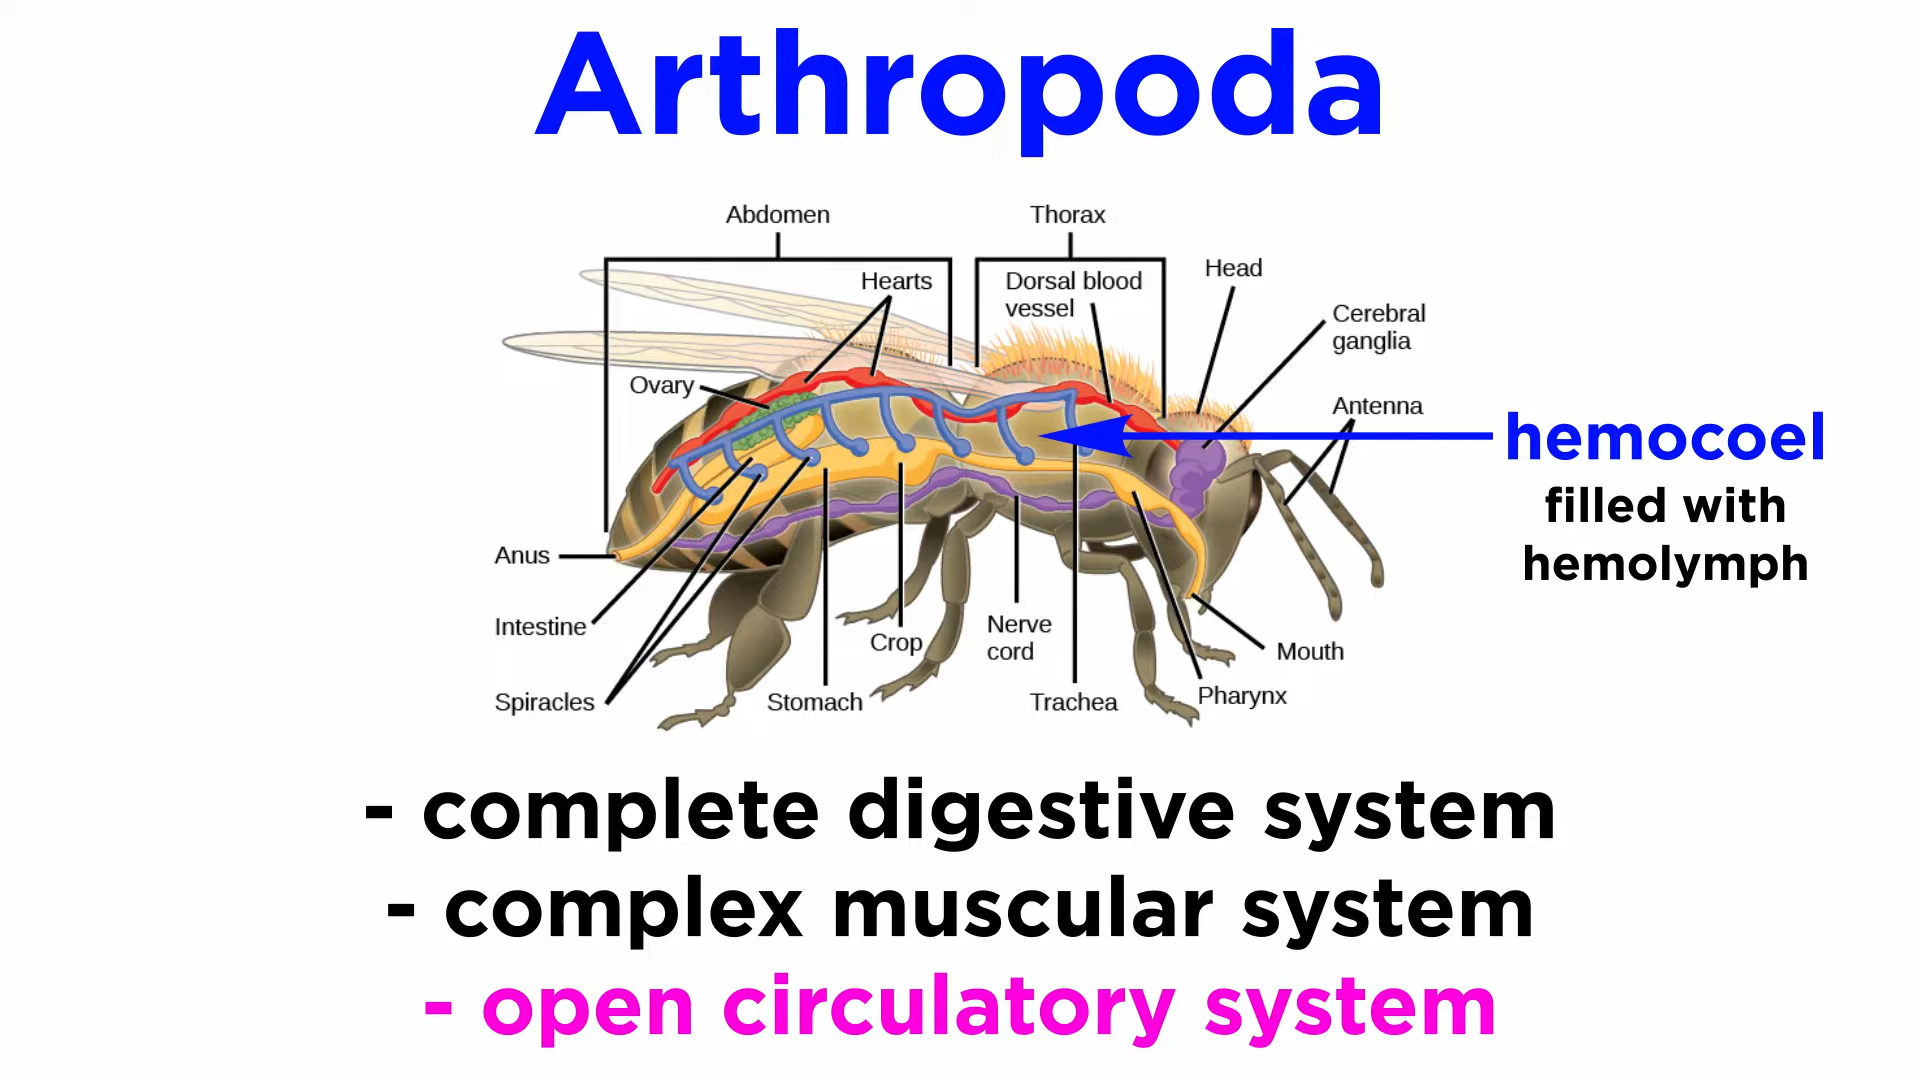 Arthropoda
Abdomen
Thorax
Hearts
Dorsal blood
vessel
Head
Cerebral
ganglia
Ovary
Antenna
hemocoel
filled with
hemolymph
Anus
Intestine
Spiracles
Stomach
Crop
Nerve
cord
Trachea
Pharynx
Mouth
- complete digestive system
- complex muscular system
- open circulatory system